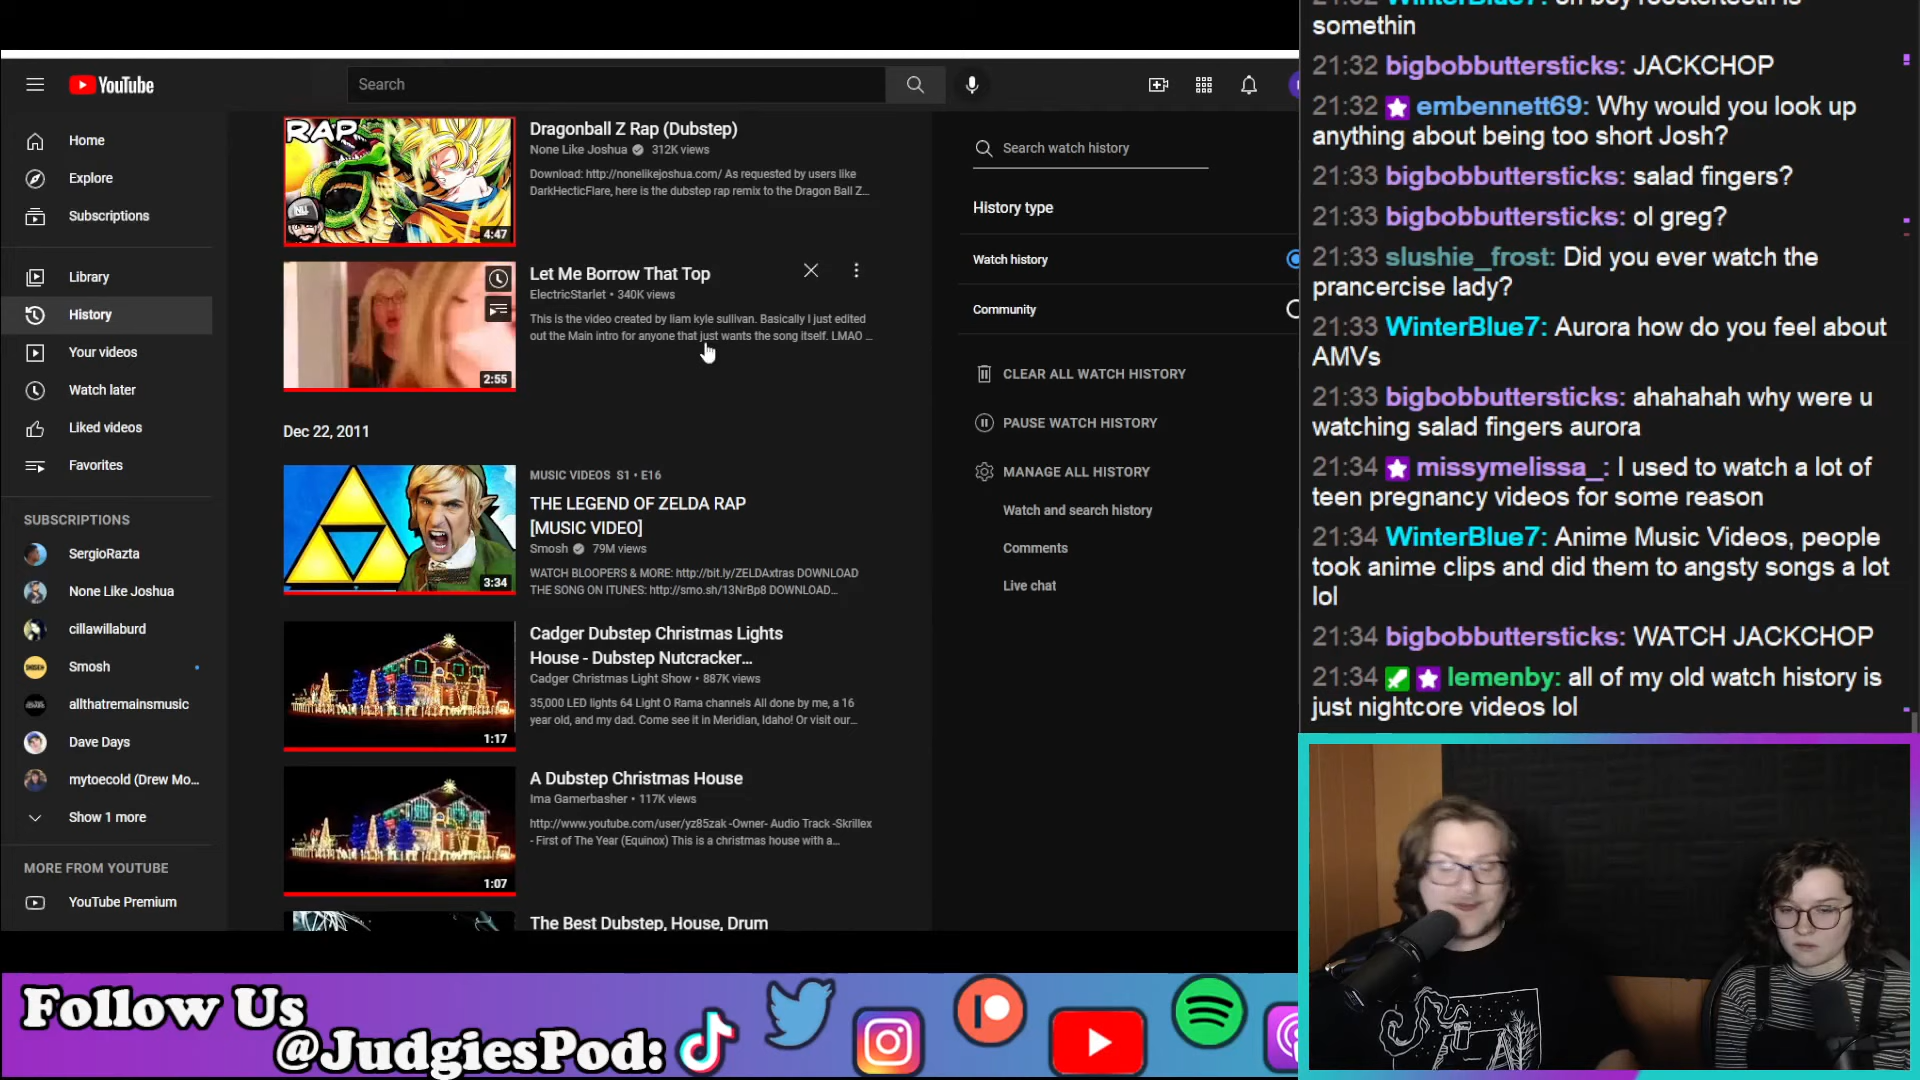 YouTube
Search
Home
Explore
Subscriptions
Library
History
Your videos
Watch later
Liked videos
Favorites
SUBSCRIPTIONS
SergioRazta
None Like Joshua
cillawillaburd
Smosh
allthatremainsmusic
Dave Days
mytoecold (Drew Mo...
Show 1 more
MORE FROM YOUTUBE
YouTube Premium
RAP
4:47
Dragonball Z Rap (Dubstep)
None Like Joshua 312K views
Download: http://nonelikejoshua.com/ As requested by users like
DarkHecticFlare, here is the dubstep rap remix to the Dragon Ball Z...
2:55
Let Me Borrow That Top
ElectricStarlet • 340K views
This is the video created by liam kyle sullivan. Basically I just edited
out the Main intro for anyone that just wants the song itself. LMAO ...
Dec 22, 2011
3:34
MUSIC VIDEOS S1 • E16
THE LEGEND OF ZELDA RAP
[MUSIC VIDEO]
Smosh 79M views
WATCH BLOOPERS & MORE: http://bit.ly/ZELDAxtras DOWNLOAD
THE SONG ON ITUNES: http://smo.sh/13NrBp8 DOWNLOAD...
1:17
Cadger Dubstep Christmas Lights
House - Dubstep Nutcracker...
Cadger Christmas Light Show • 887K views
35,000 LED lights 64 Light O Rama channels All done by me, a 16
year old, and my dad. Come see it in Meridian, Idaho! Or visit our...
1:07
A Dubstep Christmas House
Ima Gamerbasher • 117K views
http://www.youtube.com/user/yz85zak -Owner- Audio Track -Skrillex
- First of The Year (Equinox) This is a christmas house with a...
The Best Dubstep, House, Drum
Search watch history
History type
Watch history
Community
CLEAR ALL WATCH HISTORY
PAUSE WATCH HISTORY
MANAGE ALL HISTORY
Watch and search history
Comments
Live chat
21:32 WinterBlue7: oh boy roosterteeth is
somethin
21:32 bigbobbuttersticks: JACKCHOP
21:32 embennett69: Why would you look up
anything about being too short Josh?
21:33 bigbobbuttersticks: salad fingers?
21:33 bigbobbuttersticks: ol greg?
21:33 slushie_frost: Did you ever watch the
prancercise lady?
21:33 WinterBlue7: Aurora how do you feel about
AMVs
21:33 bigbobbuttersticks: ahahahah why were u
watching salad fingers aurora
21:34 missymelissa_: I used to watch a lot of
teen pregnancy videos for some reason
21:34 WinterBlue7: Anime Music Videos, people
took anime clips and did them to angsty songs a lot
lol
21:34 bigbobbuttersticks: WATCH JACKCHOP
21:34 lemenby: all of my old watch history is
just nightcore videos lol
Follow Us
@JudgiesPod: